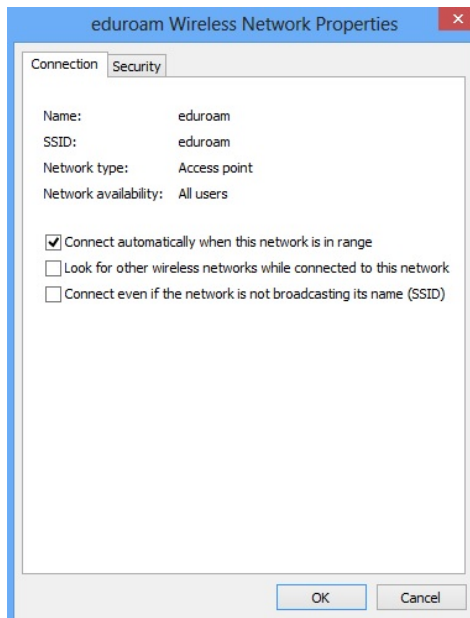 eduroam Wireless Network Properties
Connection Security
Name: eduroam
SSID: eduroam
Network type: Access point
Network availability: All users
Connect automatically when this network is in range
Look for other wireless networks while connected to this network
Connect even if the network is not broadcasting its name (SSID)
OK Cancel